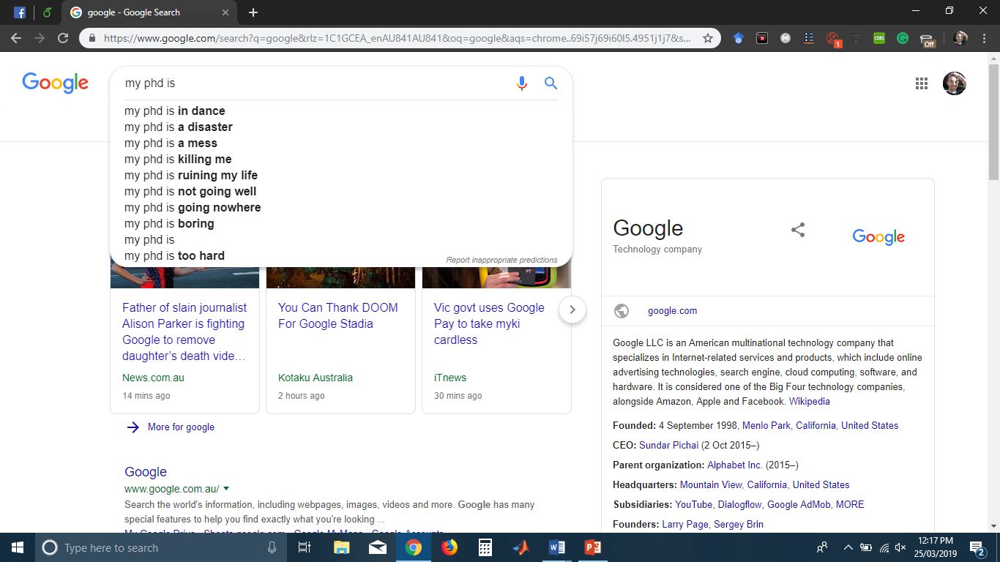 google - Google Search
https://www.google.com/search?q=google&rlz=1C1GCEA_enAU841AU841&oq=google&aqs=chrome..69i57j69i60l5.4951j1j7&s...
1
CORS
Off
Google
my phd is
my phd is in dance
my phd is a disaster
my phd is a mess
my phd is killing me
my phd is ruining my life
my phd is not going well
my phd is going nowhere
my phd is boring
my phd is
my phd is too hard
Report inappropriate predictions
Father of slain journalist
Alison Parker is fighting
Google to remove
daughter's death vide...
News.com.au
14 mins ago
You Can Thank DOOM
For Google Stadia
Kotaku Australia
2 hours ago
Vic govt uses Google
Pay to take myki
cardless
iTnews
30 mins ago
More for google
Google
www.google.com.au/
Search the world's information, including webpages, images, videos and more. Google has many
special features to help you find exactly what you're looking ...
Google
Technology company
Google
google.com
Google LLC is an American multinational technology company that
specializes in Internet-related services and products, which include online
advertising technologies, search engine, cloud computing, software, and
hardware. It is considered one of the Big Four technology companies,
alongside Amazon, Apple and Facebook. Wikipedia
Founded: 4 September 1998, Menlo Park, California, United States
CEO: Sundar Pichai (2 Oct 2015–)
Parent organization: Alphabet Inc. (2015–)
Headquarters: Mountain View, California, United States
Subsidiaries: YouTube, Dialogflow, Google AdMob, MORE
Founders: Larry Page, Sergey Brin
Type here to search
12:17 PM
25/03/2019
2